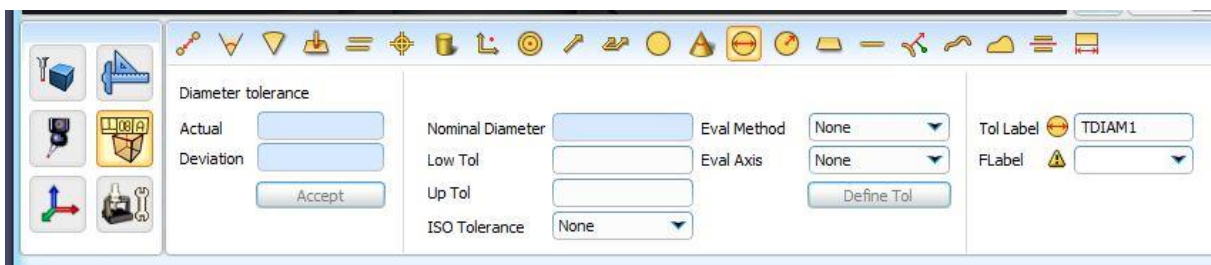 Diameter tolerance
Actual
Nominal Diameter
Eval Method
None
Tol Label
TDIAM1
Deviation
Low Tol
Eval Axis
None
FLabel
Accept
Up Tol
Define Tol
ISO Tolerance
None